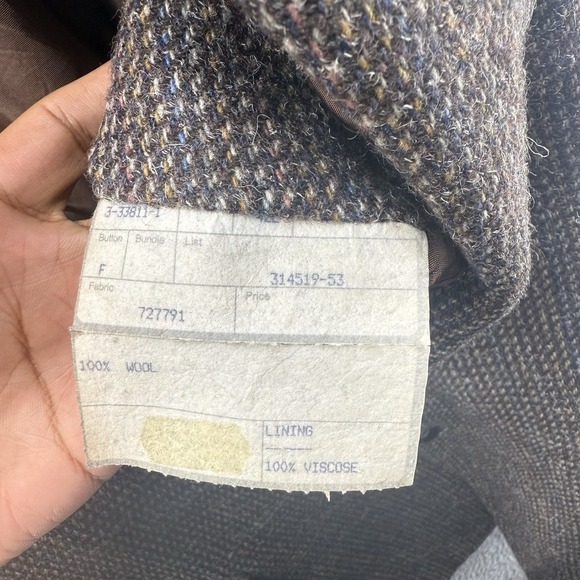 3-33811-1
Button Bundle List
F 314519-53
Fabric Price
727791
100% WOOL
LINING
100% VISCOSE